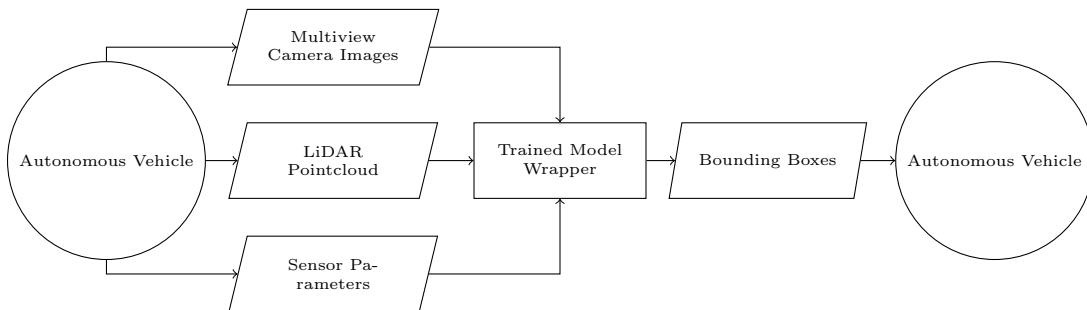 Multiview
Camera Images
Autonomous Vehicle
LiDAR
Pointcloud
Trained Model
Wrapper
Bounding Boxes
Autonomous Vehicle
Sensor Pa-
rameters